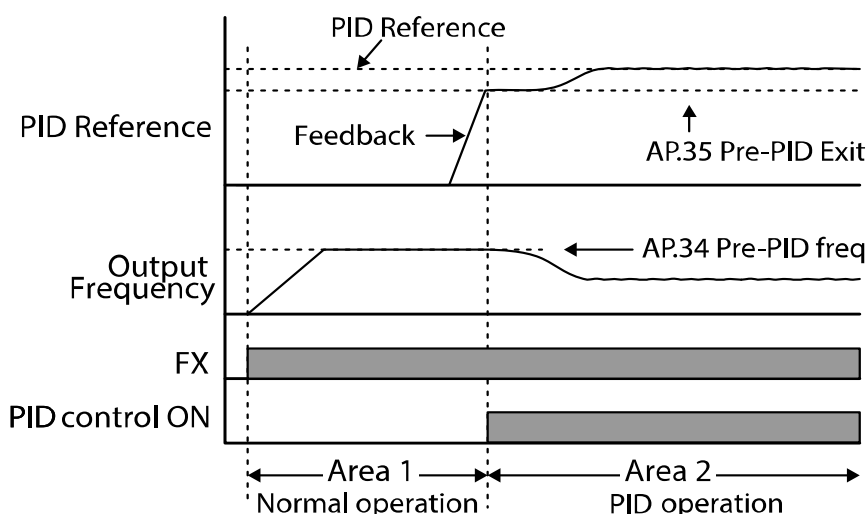 PID Reference
PID Reference
Feedback
AP.35 Pre-PID Exit
AP.34 Pre-PID freq
Output
Frequency
FX
PID control ON
Area 1
Area 2
Normal operation
PID operation